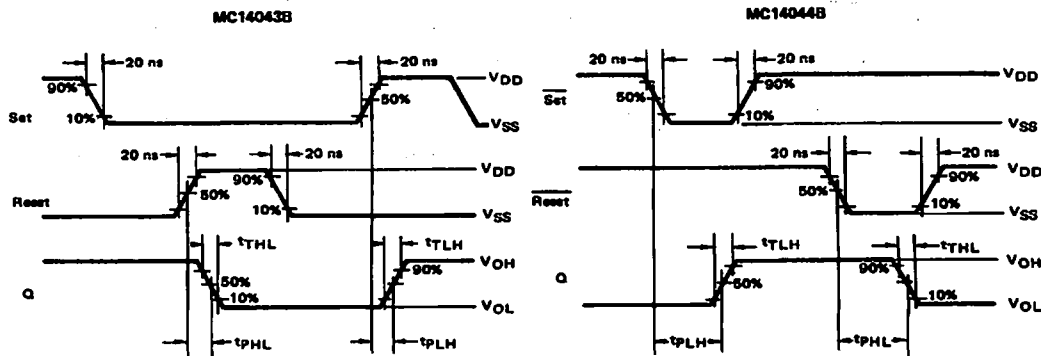 MC14043B
20 ns
20 ns
VDD
90%
50%
Set
10%
VSS
20 ns
20 ns
VDD
90%
50%
Reset
10%
VSS
tTHL
tTLH
VOH
90%
50%
10%
Q
VOL
tPHL
tPLH
MC14044B
20 ns
20 ns
VDD
90%
50%
Set
10%
VSS
20 ns
20 ns
VDD
90%
50%
Reset
10%
VSS
tTLH
tTHL
VOH
90%
50%
Q
10%
VOL
tPLH
tPHL